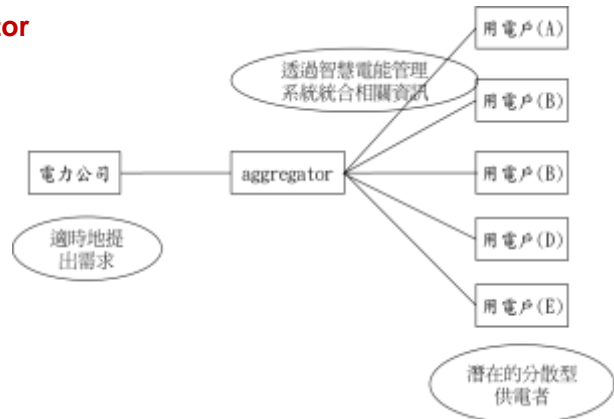 tor
用電戶(A)
透過智慧電能管理
系統統合相關資訊
用電戶(B)
電力公司
aggregator
用電戶(B)
適時地提
出需求
用電戶(D)
用電戶(E)
潛在的分散型
供電者